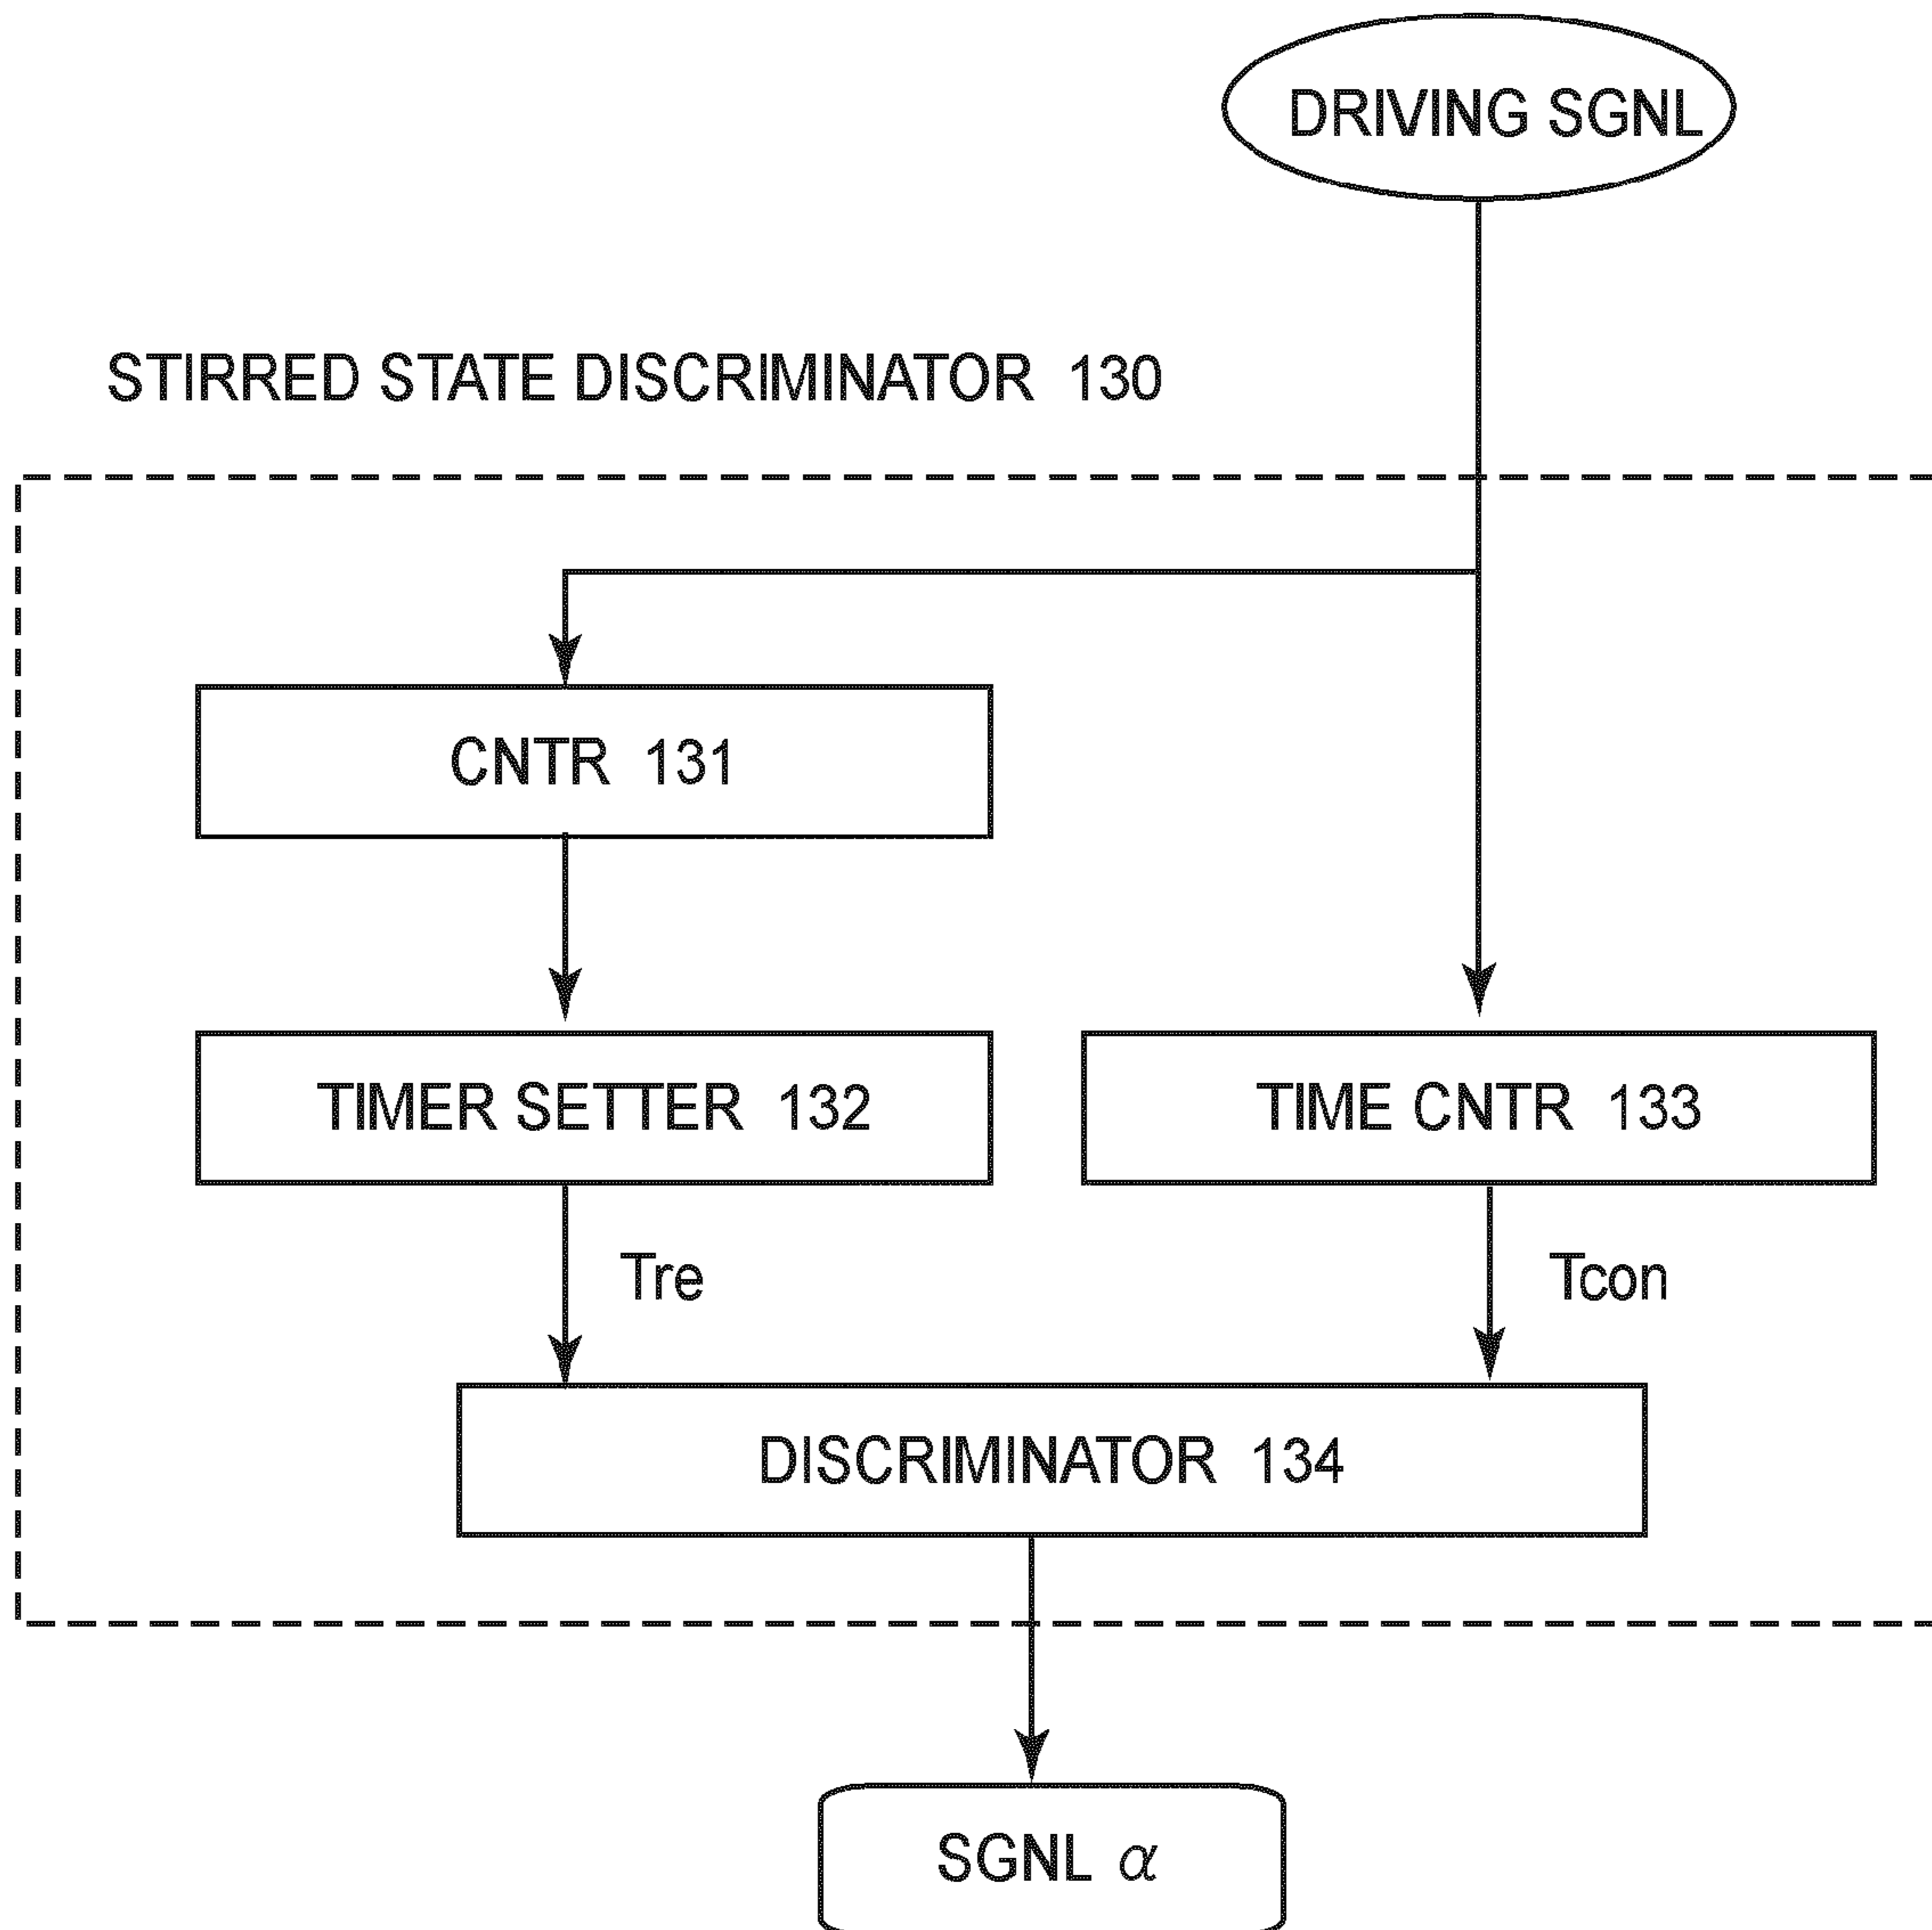 DRIVING SGNL
STIRRED STATE DISCRIMINATOR 130
CNTR 131
TIMER SETTER 132
TIME CNTR 133
Tre
Tcon
DISCRIMINATOR 134
SGNL α